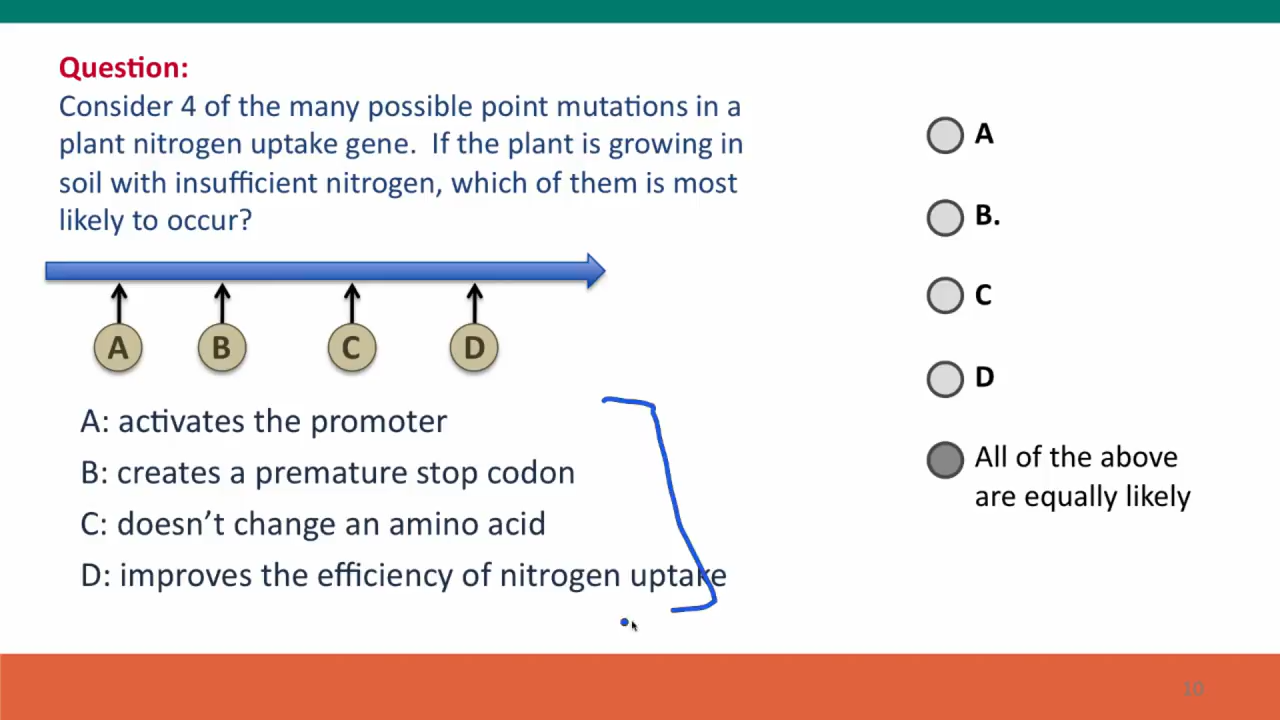 Question:
Consider 4 of the many possible point mutations in a
plant nitrogen uptake gene.  If the plant is growing in
soil with insufficient nitrogen, which of them is most
likely to occur?
A
B
C
D
A: activates the promoter
B: creates a premature stop codon
C: doesn’t change an amino acid
D: improves the efficiency of nitrogen uptake
A
B.
C
D
All of the above
are equally likely
10